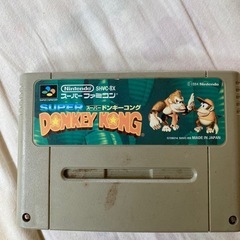 Nintendo SHVC-8X
スーパーファミコン
SUPER スーパードンキーコング
DONKEY KONG
MADE IN JAPAN